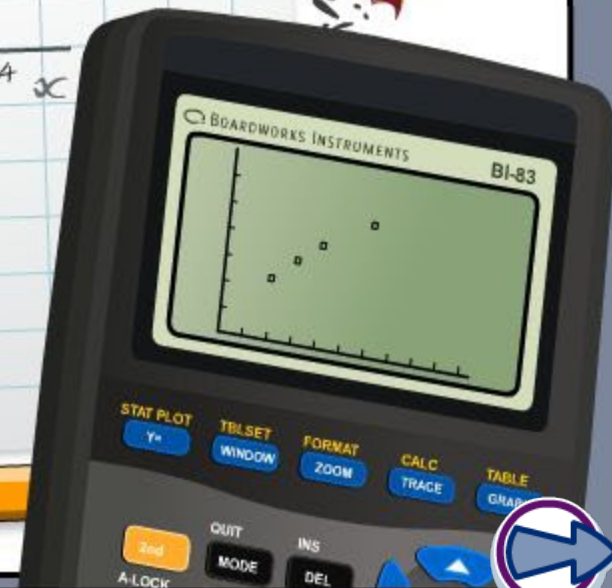 4
x
BOARDWORKS INSTRUMENTS
BI-83
STAT PLOT
TBLSET
FORMAT
CALC
TABLE
Y=
WINDOW
ZOOM
TRACE
QUIT
INS
2nd
MODE
DEL
A-LOCK